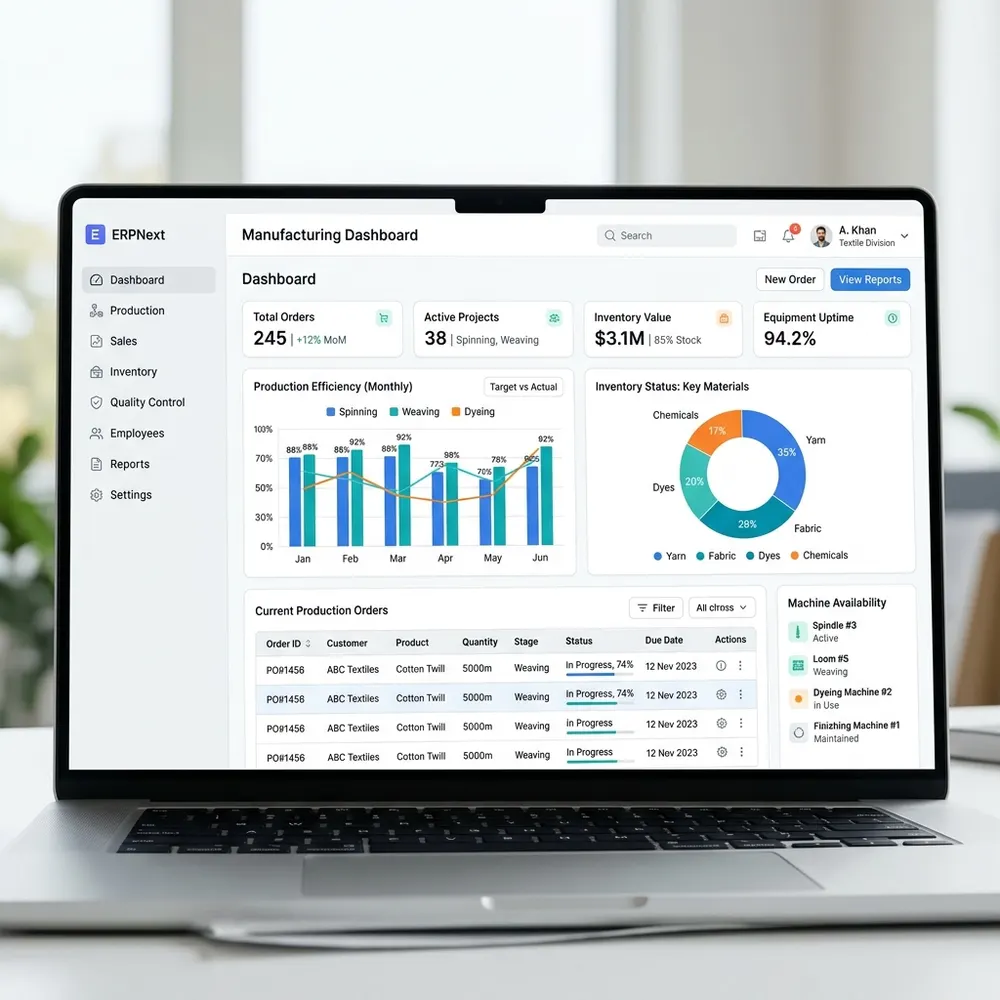 E ERPNext
Manufacturing Dashboard
Search
6
A. Khan
Textile Division
Dashboard
Production
Sales
Inventory
Quality Control
Employees
Reports
Settings
Dashboard
New Order
View Reports
Total Orders
245 | +12% MoM
Active Projects
38 | Spinning, Weaving
Inventory Value
$3.1M | 85% Stock
Equipment Uptime
94.2%
Production Efficiency (Monthly)
Target vs Actual
Spinning Weaving Dyeing
100%
70%
50%
30%
0%
88% 88% 86% 92% 88% 92% 98% 70% 78% 92%
Jan Feb Mar Apr May Jun
Inventory Status: Key Materials
Chemicals
17%
Yarn
35%
Dyes
20%
28%
Fabric
Yarn Fabric Dyes Chemicals
Current Production Orders
Filter
All clross
Order ID Customer Product Quantity Stage Status Due Date Actions
PO#1456 ABC Textiles Cotton Twill 5000m Weaving In Progress, 74% 12 Nev 2023
PO#1456 ABC Textiles Cotton Twill 5000m Weaving In Progress, 74% 12 Nev 2023
PO#1456 ABC Textiles Cotton Twill 5000m Weaving in Progress 12 Nev 2023
PO#1456 ABC Textiles Cotton Twill 5000m Weaving In Progress 12 Nev 2023
Machine Availability
Spindle #3
Active
Loom #5
Weaving
Dyeing Machine #2
in Use
Finizhing Machine #1
Maintained